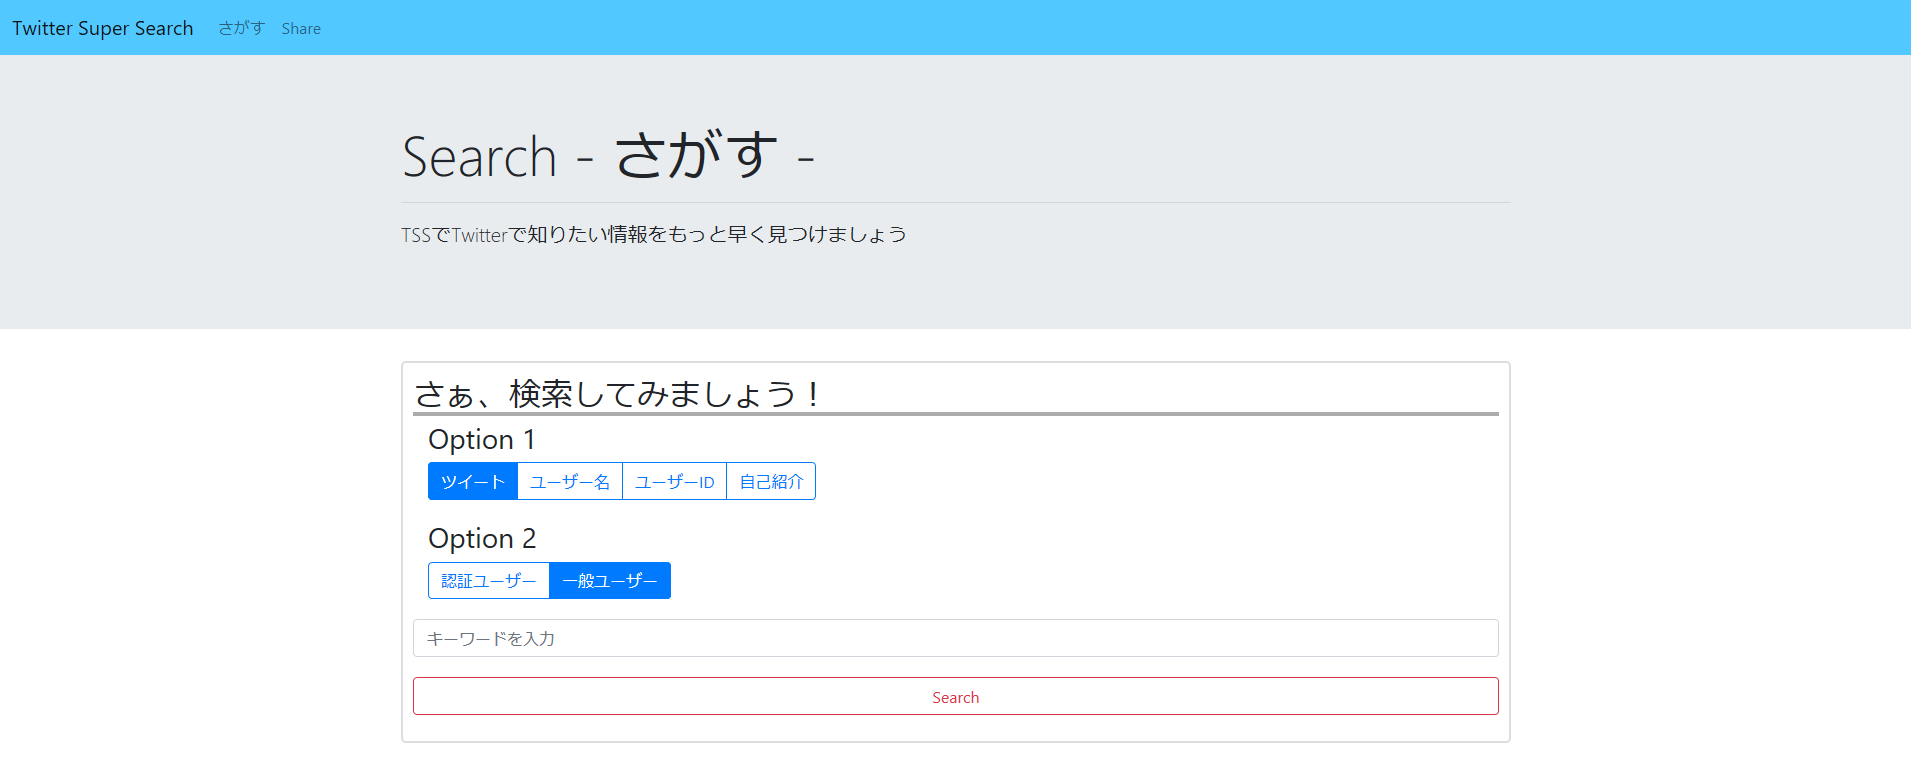 Twitter Super Search さがす Share
Search - さがす -
TSSでTwitterで知りたい情報をもっと早く見つけましょう
さぁ、検索してみましょう！
Option 1
ツイート ユーザー名 ユーザーID 自己紹介
Option 2
認証ユーザー 一般ユーザー
キーワードを入力
Search